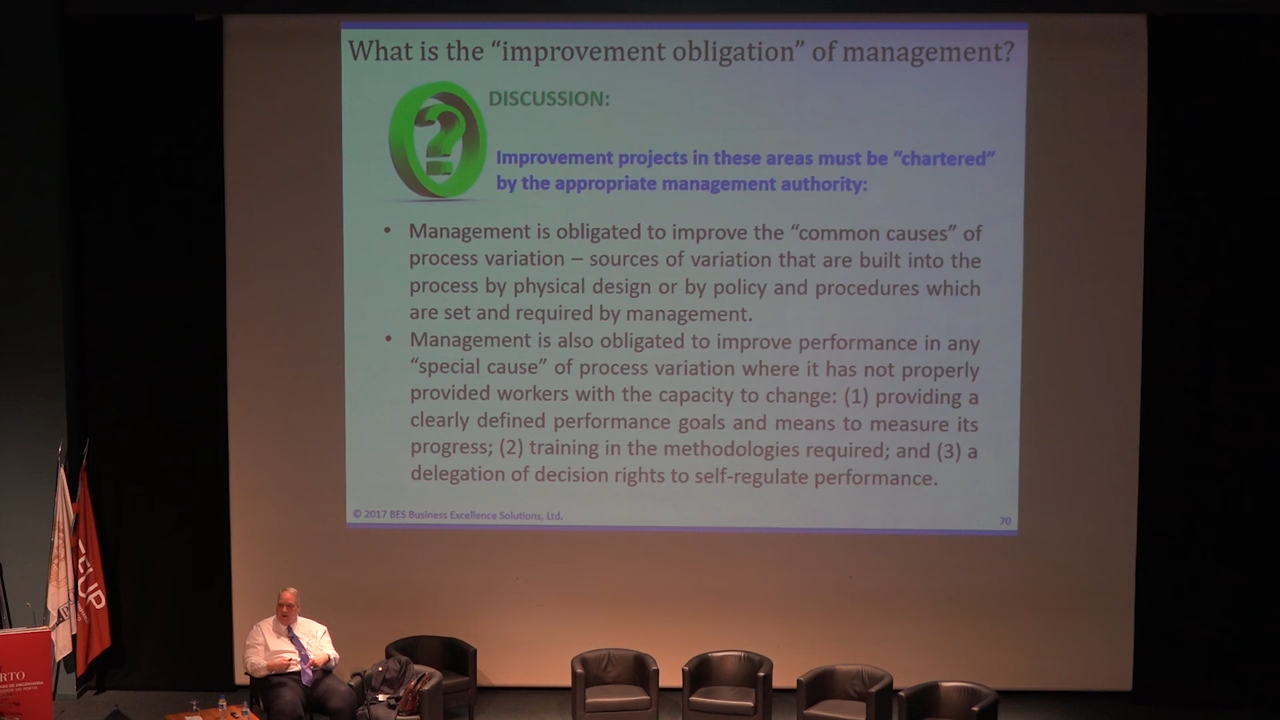 What is the “improvement obligation” of management?
DISCUSSION:
Improvement projects in these areas must be “chartered”
by the appropriate management authority:
• Management is obligated to improve the “common causes” of
process variation – sources of variation that are built into the
process by physical design or by policy and procedures which
are set and required by management.
• Management is also obligated to improve performance in any
“special cause” of process variation where it has not properly
provided workers with the capacity to change: (1) providing a
clearly defined performance goals and means to measure its
progress; (2) training in the methodologies required; and (3) a
delegation of decision rights to self-regulate performance.
© 2017 BES Business Excellence Solutions, Ltd.
70